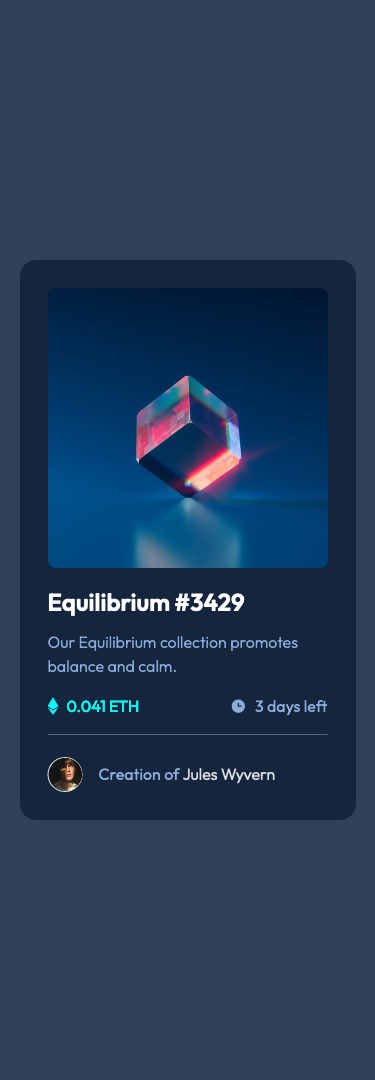 Equilibrium #3429
Our Equilibrium collection promotes
balance and calm.
0.041 ETH
3 days left
Creation of Jules Wyvern